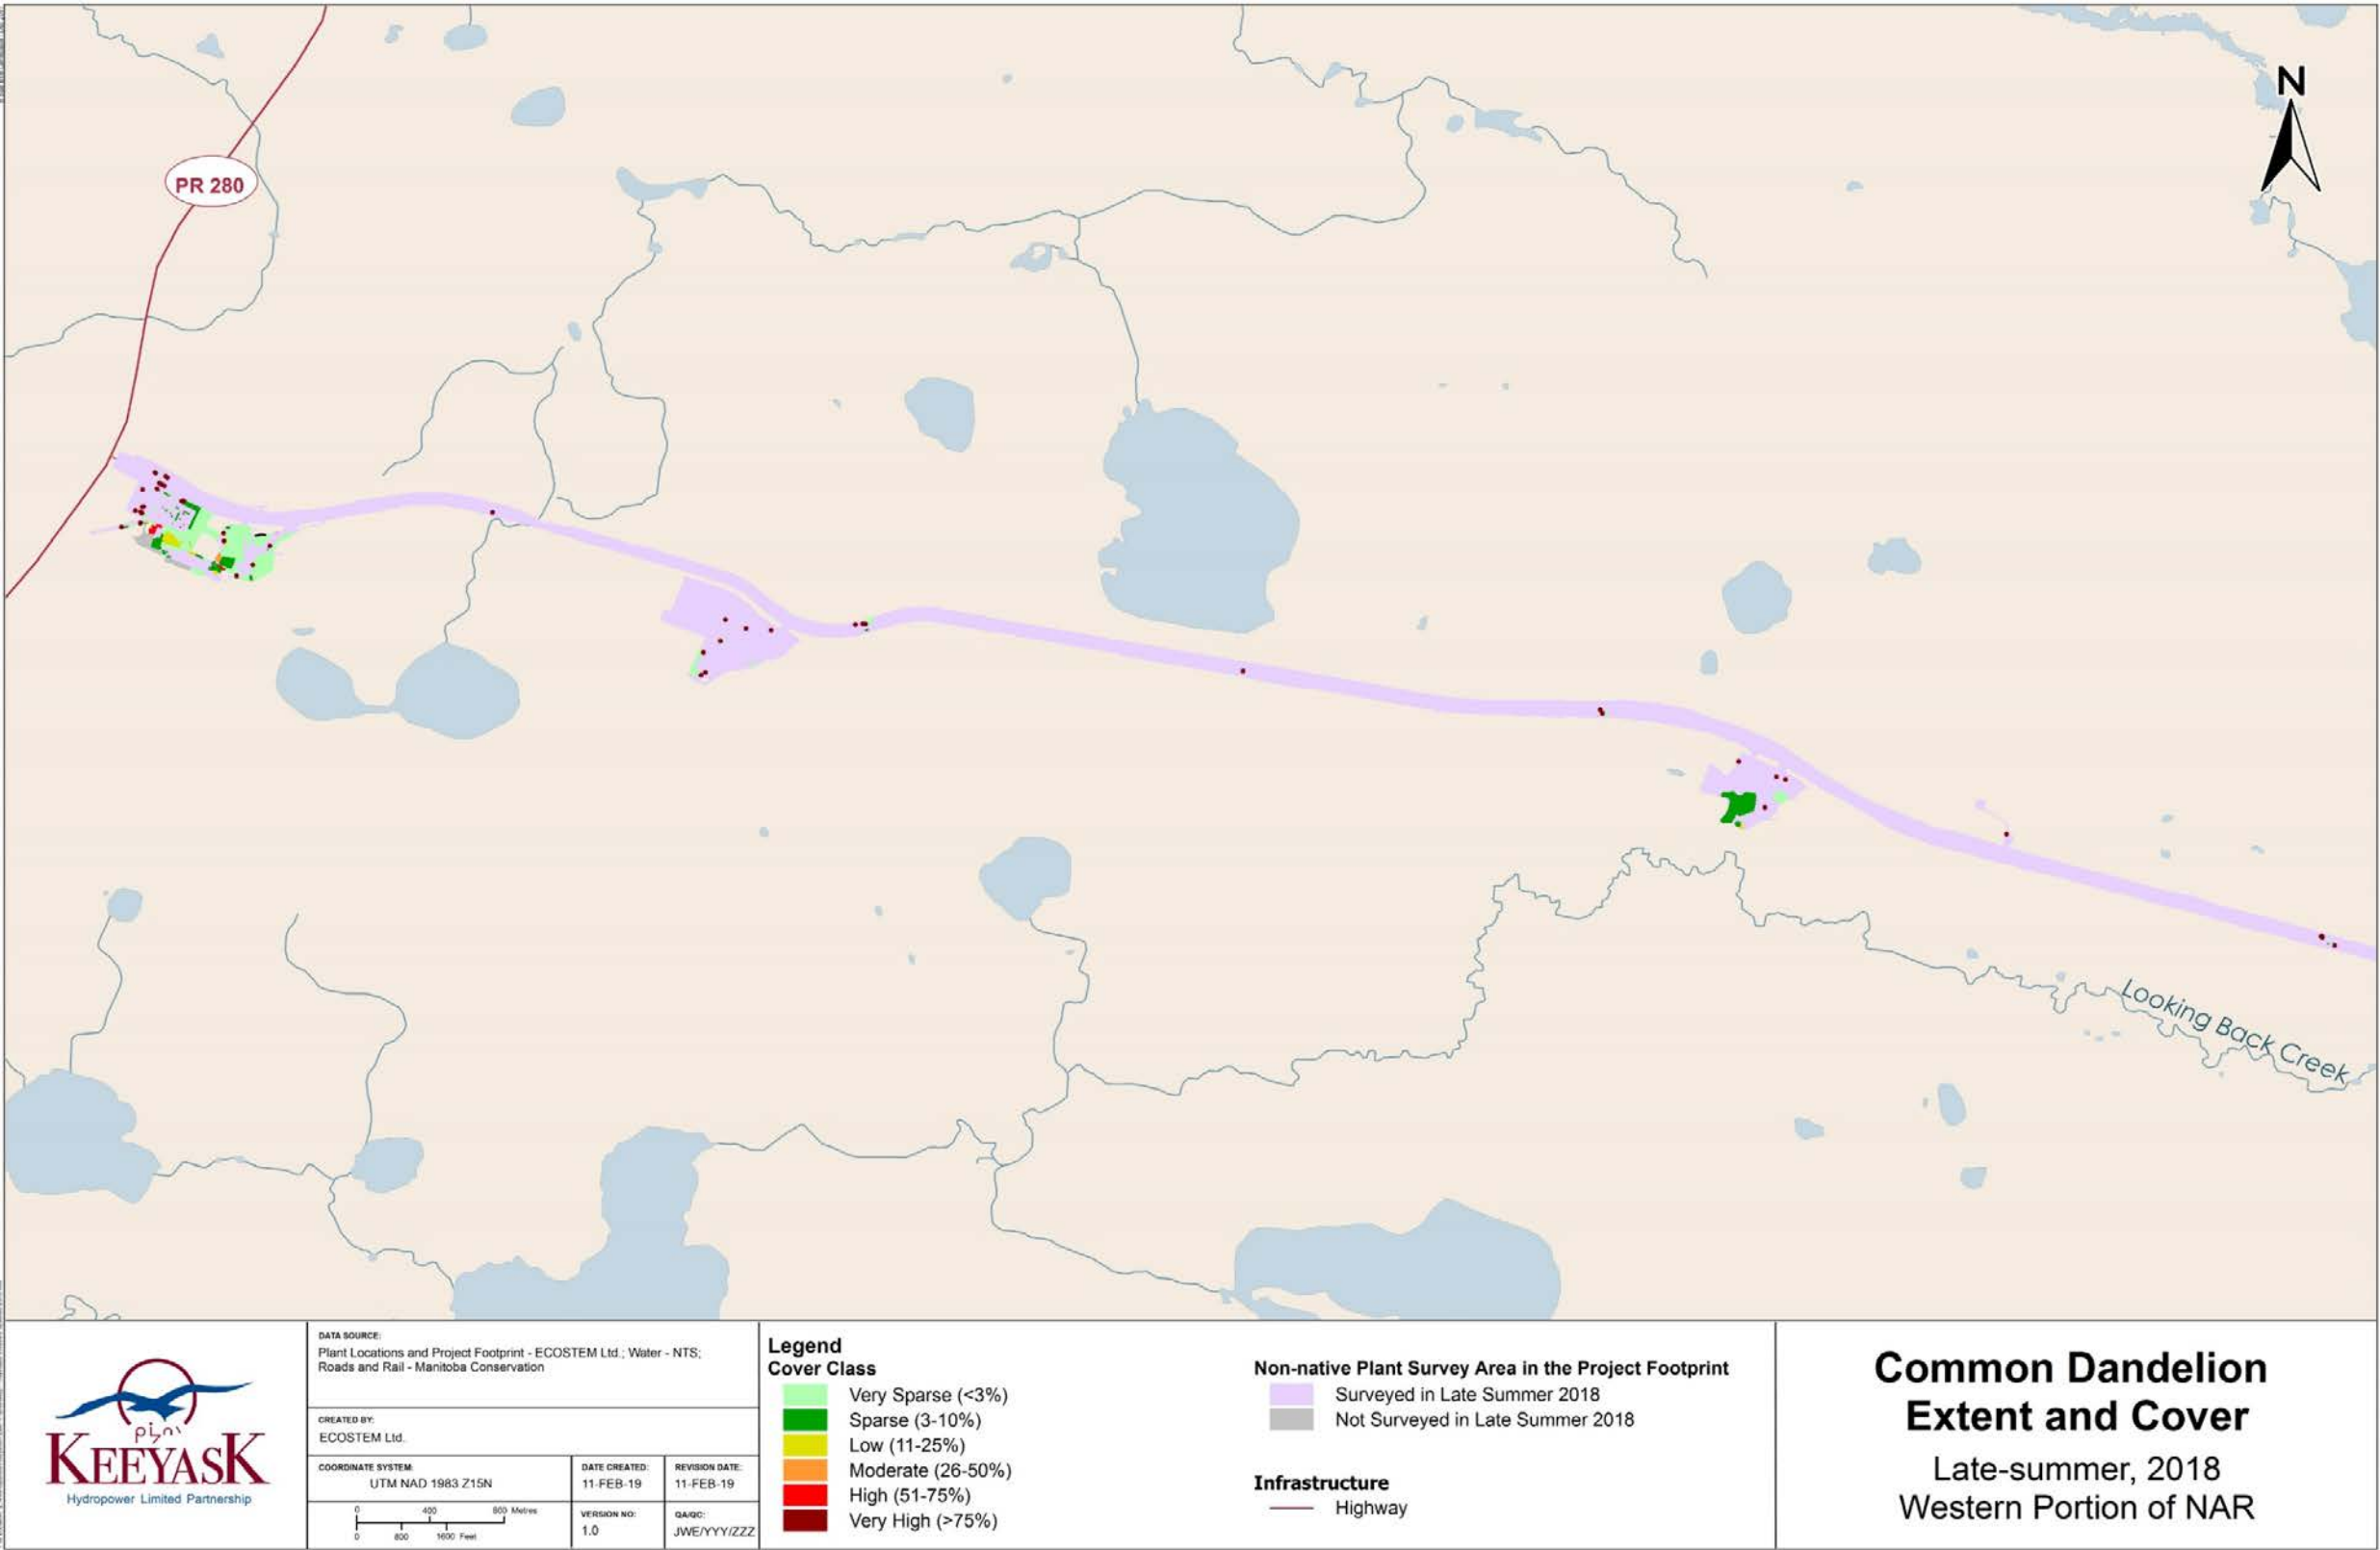 N
PR 280
Looking Back Creek
KEEYASK
Hydropower Limited Partnership
DATA SOURCE:
Plant Locations and Project Footprint - ECOSTEM Ltd.; Water - NTS;
Roads and Rail - Manitoba Conservation
CREATED BY:
ECOSTEM Ltd.
COORDINATE SYSTEM:
UTM NAD 1983 Z15N
DATE CREATED:
11-FEB-19
REVISION DATE:
11-FEB-19
0 400 800 Metres
0 800 1600 Feet
VERSION NO:
1.0
QA/QC:
JWE/YYY/ZZZ
Legend
Cover Class
Very Sparse (<3%)
Sparse (3-10%)
Low (11-25%)
Moderate (26-50%)
High (51-75%)
Very High (>75%)
Non-native Plant Survey Area in the Project Footprint
Surveyed in Late Summer 2018
Not Surveyed in Late Summer 2018
Infrastructure
Highway
Common Dandelion
Extent and Cover
Late-summer, 2018
Western Portion of NAR